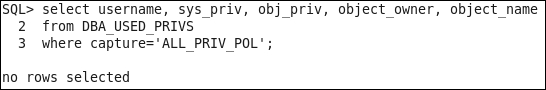 SQL> select username, sys_priv, obj_priv, object_owner, object_name
2 from DBA_USED_PRIVS
3 where capture='ALL_PRIV_POL';
no rows selected